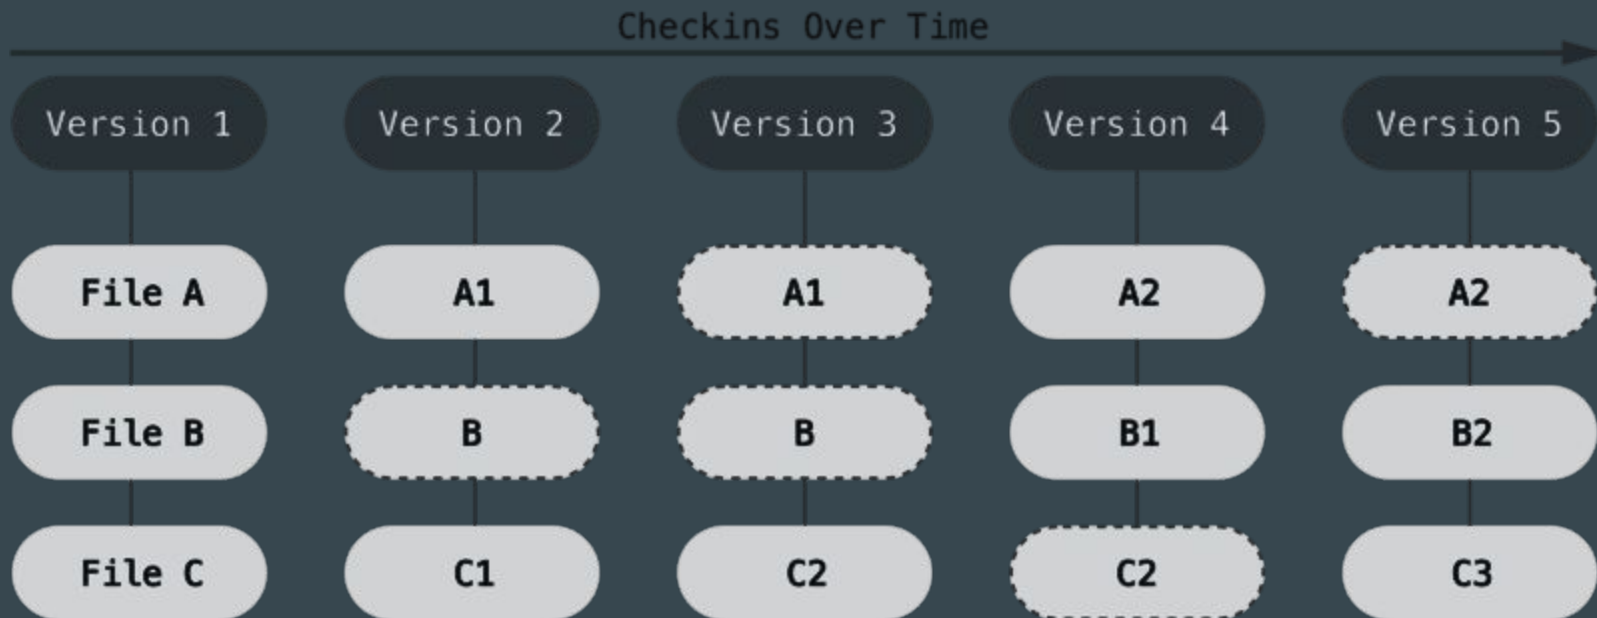 Checkins Over Time
Version 1 Version 2 Version 3 Version 4 Version 5
File A A1 A1 A2 A2
File B B B B1 B2
File C C1 C2 C2 C3